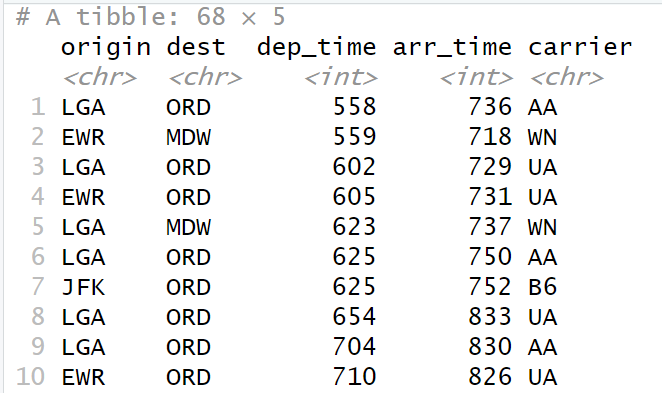 # A tibble: 68 × 5
origin dest dep_time arr_time carrier
<chr> <chr> <int> <int> <chr>
1 LGA ORD 558 736 AA
2 EWR MDW 559 718 WN
3 LGA ORD 602 729 UA
4 EWR ORD 605 731 UA
5 LGA MDW 623 737 WN
6 LGA ORD 625 750 AA
7 JFK ORD 625 752 B6
8 LGA ORD 654 833 UA
9 LGA ORD 704 830 AA
10 EWR ORD 710 826 UA